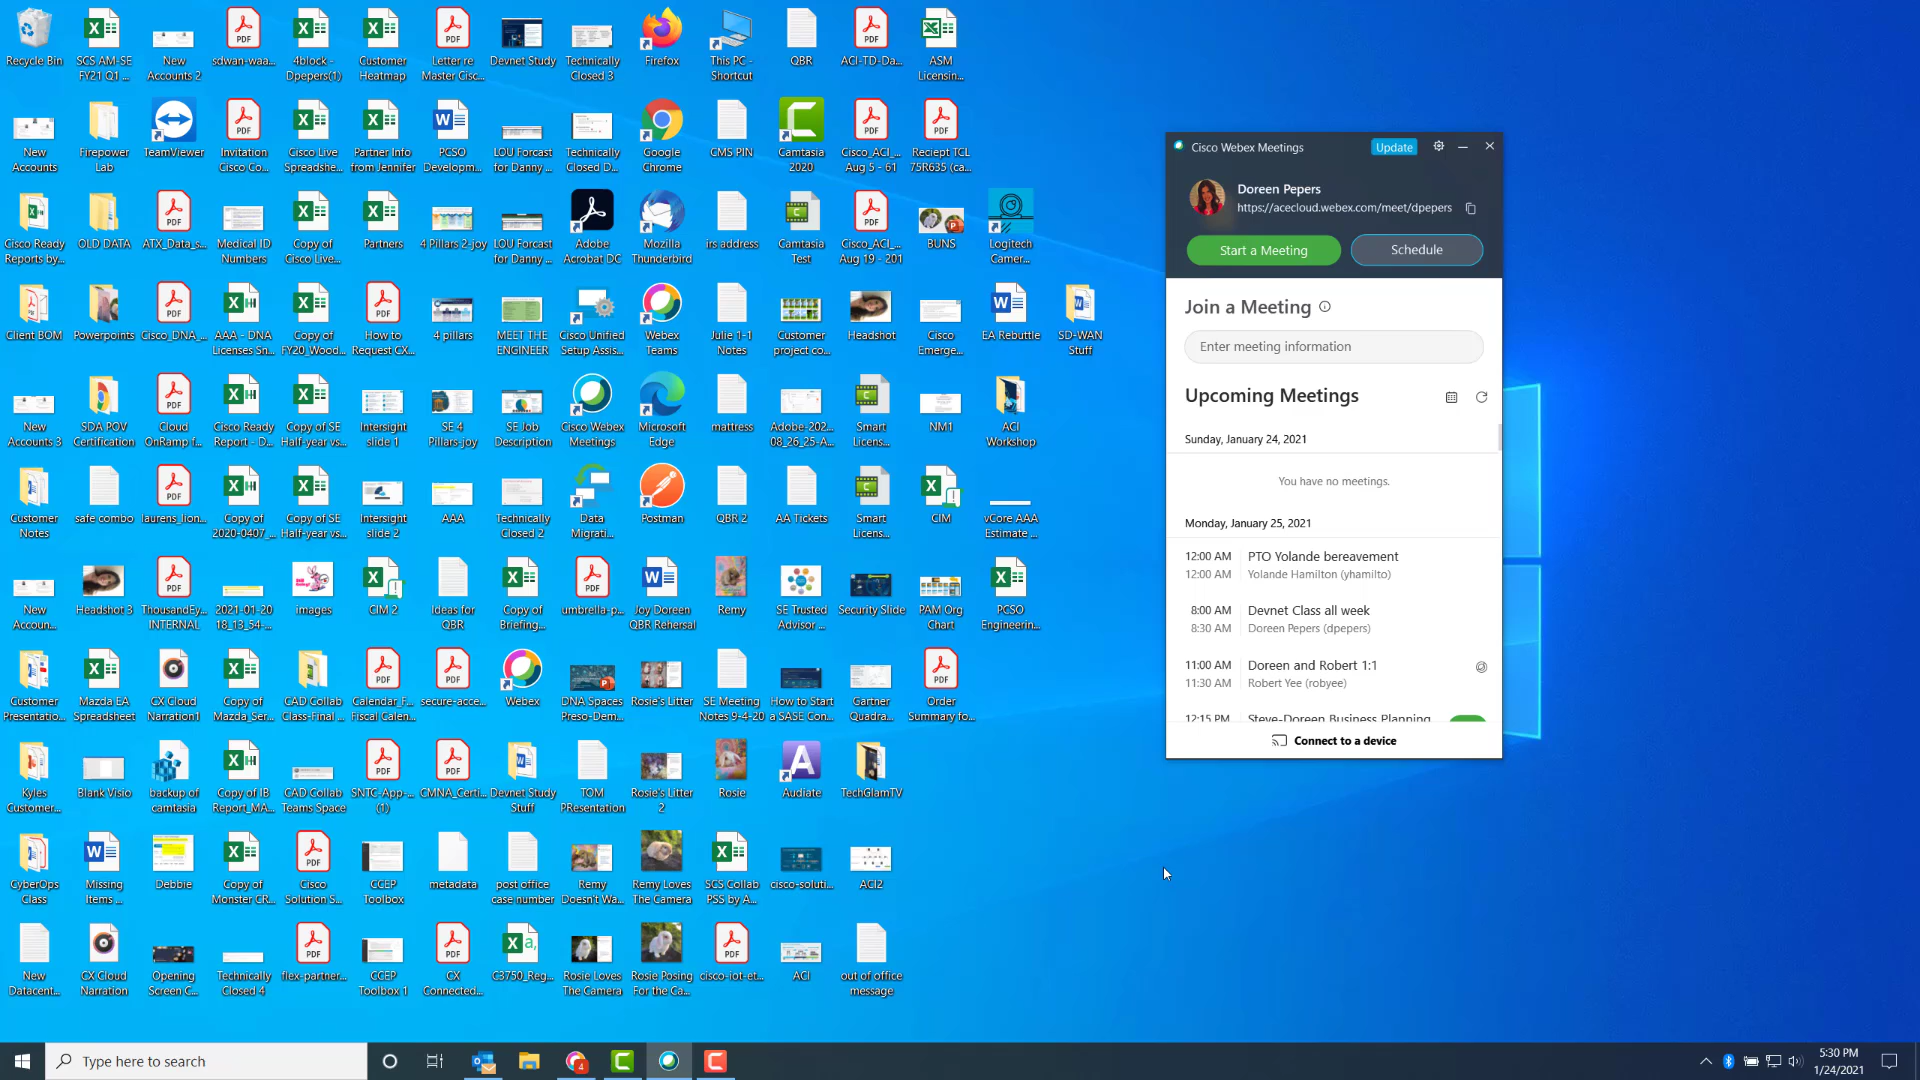 Recycle Bin
SCS AM-SE
FY21 Q1 ...
New
Accounts 2
sdwan-waa...
4block -
Dpepers(1)
Customer
Heatmap
Letter re
Master Cisc...
Devnet Study
Technically
Closed 3
Firefox
This PC -
Shortcut
QBR
ACI-TD-Da...
ASM
Licensin...
New
Accounts
Firepower
Lab
TeamViewer
Invitation
Cisco Co...
Cisco Live
Spreadshe...
Partner Info
from Jennifer
PCSO
Developm...
LOU Forcast
for Danny ...
Technically
Closed D...
Google
Chrome
CMS PIN
Camtasia
2020
Cisco_ACI_...
Aug 5 - 61
Reciept TCL
75R635 (ca...
Cisco Ready
Reports by...
OLD DATA
ATX_Data_s...
Medical ID
Numbers
Copy of
Cisco Live...
Partners
4 Pillars 2-joy
LOU Forcast
for Danny ...
Adobe
Acrobat DC
Mozilla
Thunderbird
irs address
Camtasia
Test
Cisco_ACI_...
Aug 19 - 201
BUNS
Logitech
Camer...
Client BOM
Powerpoints
Cisco_DNA_...
AAA - DNA
Licenses Sn...
Copy of
FY20_Wood...
How to
Request CX...
4 pillars
MEET THE
ENGINEER
Cisco Unified
Setup Assis...
Webex
Teams
Julie 1-1
Notes
Customer
project co...
Headshot
Cisco
Emerge...
EA Rebuttle
SD-WAN
Stuff
New
Accounts 3
SDA POV
Certification
Cloud
OnRamp f...
Cisco Ready
Report - D...
Copy of SE
Half-year vs...
Intersight
slide 1
SE 4
Pillars-joy
SE Job
Description
Cisco Webex
Meetings
Microsoft
Edge
mattress
Adobe-202...
08_26_25-A...
Smart
Licens...
NM1
ACI
Workshop
Customer
Notes
safe combo
laurens_lion...
Copy of
2020-0407_...
Copy of SE
Half-year vs...
Intersight
slide 2
AAA
Technically
Closed 2
Data
Migrati...
Postman
QBR 2
AA Tickets
Smart
Licens...
CIM
vCore AAA
Estimate ...
New
Accoun...
Headshot 3
ThousandEy...
INTERNAL
2021-01-20
18_13_54-...
images
CIM 2
Ideas for
QBR
Copy of
Briefing...
umbrella-p...
Joy Doreen
QBR Rehersal
Remy
SE Trusted
Advisor ...
Security Slide
PAM Org
Chart
PCSO
Engineerin...
Customer
Presentatio...
Mazda EA
Spreadsheet
CX Cloud
Narration1
Copy of
Mazda_Ser...
CAD Collab
Class-Final ...
Calendar_F...
Fiscal Calen...
secure-acce...
Webex
DNA Spaces
Preso-Dem...
Rosie's Litter
SE Meeting
Notes 9-4-20
How to Start
a SASE Con...
Gartner
Quadra...
Order
Summary fo...
Kyles
Customer...
Blank Visio
backup of
camtasia
Copy of IB
Report_MA...
CAD Collab
Teams Space
SNTC-App-...
(1)
CMNA_Certi...
Devnet Study
Stuff
TOM
PResentation
Rosie's Litter
2
Rosie
Audiate
TechGlamTV
CyberOps
Class
Missing
Items ...
Debbie
Copy of
Monster CR...
Cisco
Solution S...
CCEP
Toolbox
metadata
post office
case number
Remy
Doesn't Wa...
Remy Loves
The Camera
SCS Collab
PSS by A...
cisco-soluti...
ACI2
New
Datacent...
CX Cloud
Narration
Opening
Screen C...
Technically
Closed 4
flex-partner...
CCEP
Toolbox 1
CX
Connected...
C3750_Reg...
Rosie Loves
The Camera
Rosie Posing
For the Ca...
cisco-iot-et...
ACI
out of office
message
Cisco Webex Meetings
Update
Doreen Pepers
https://acecloud.webex.com/meet/dpepers
Start a Meeting
Schedule
Join a Meeting
Enter meeting information
Upcoming Meetings
Sunday, January 24, 2021
You have no meetings.
Monday, January 25, 2021
12:00 AM PTO Yolande bereavement
12:00 AM Yolande Hamilton (yhamilto)
8:00 AM Devnet Class all week
8:30 AM Doreen Pepers (dpepers)
11:00 AM Doreen and Robert 1:1
11:30 AM Robert Yee (robyee)
12:15 PM Steve-Doreen Business Planning
Connect to a device
Type here to search
4
5:30 PM
1/24/2021